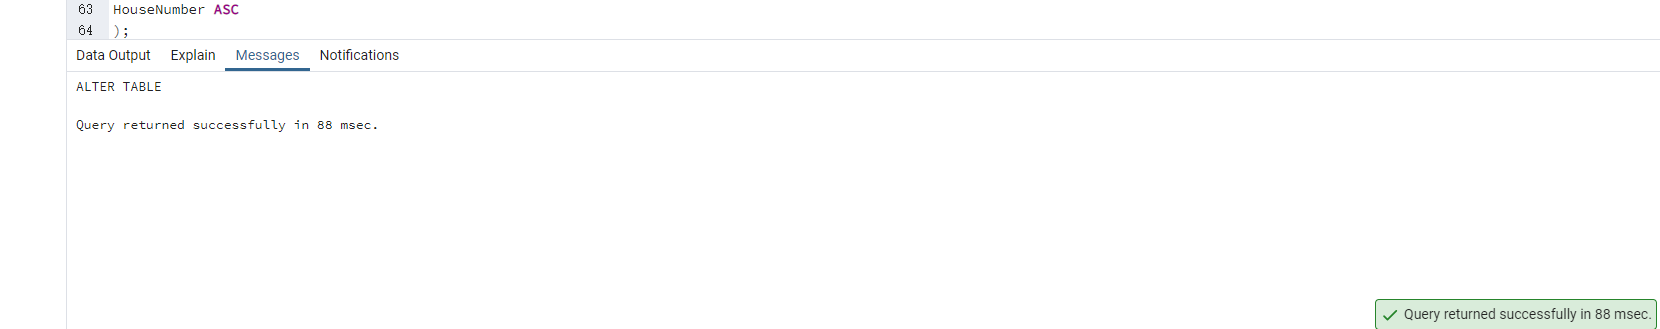 63 HouseNumber ASC
64 );
Data Output Explain Messages Notifications
ALTER TABLE
Query returned successfully in 88 msec.
Query returned successfully in 88 msec.